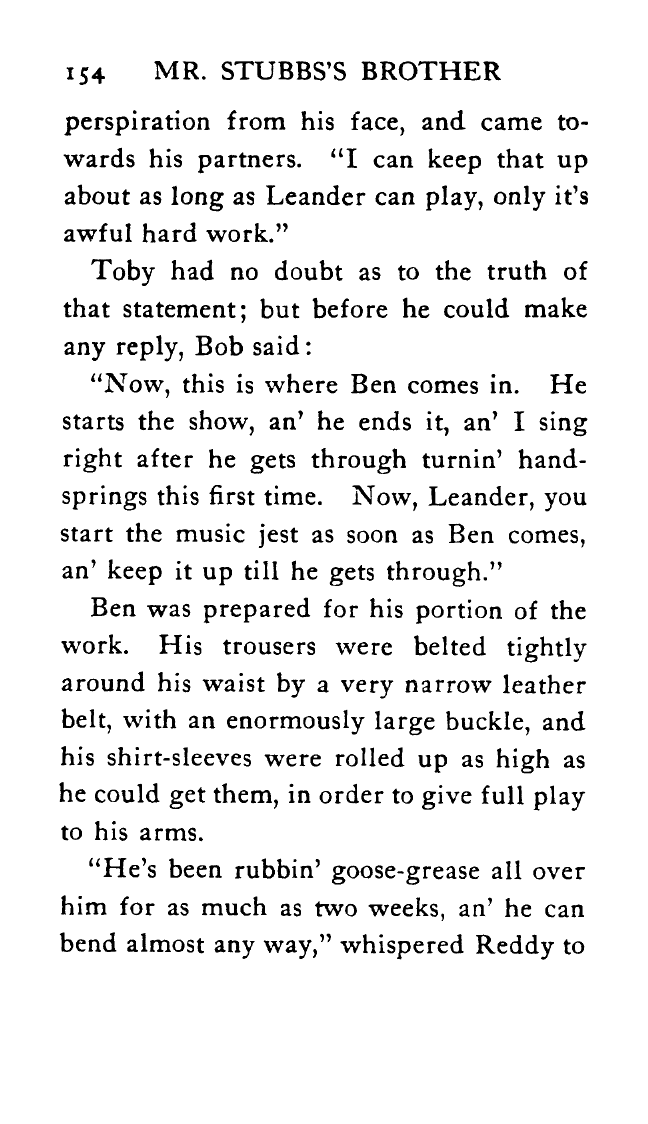 154 MR. STUBBS'S BROTHER
perspiration from his face, and came to-
wards his partners. “I can keep that up
about as long as Leander can play, only it's
awful hard work.”
Toby had no doubt as to the truth of
that statement; but before he could make
any reply, Bob said:
“Now, this is where Ben comes in. He
starts the show, an' he ends it, an' I sing
right after he gets through turnin' hand-
springs this first time. Now, Leander, you
start the music jest as soon as Ben comes,
an' keep it up till he gets through.”
Ben was prepared for his portion of the
work. His trousers were belted tightly
around his waist by a very narrow leather
belt, with an enormously large buckle, and
his shirt-sleeves were rolled up as high as
he could get them, in order to give full play
to his arms.
“He's been rubbin' goose-grease all over
him for as much as two weeks, an' he can
bend almost any way,” whispered Reddy to